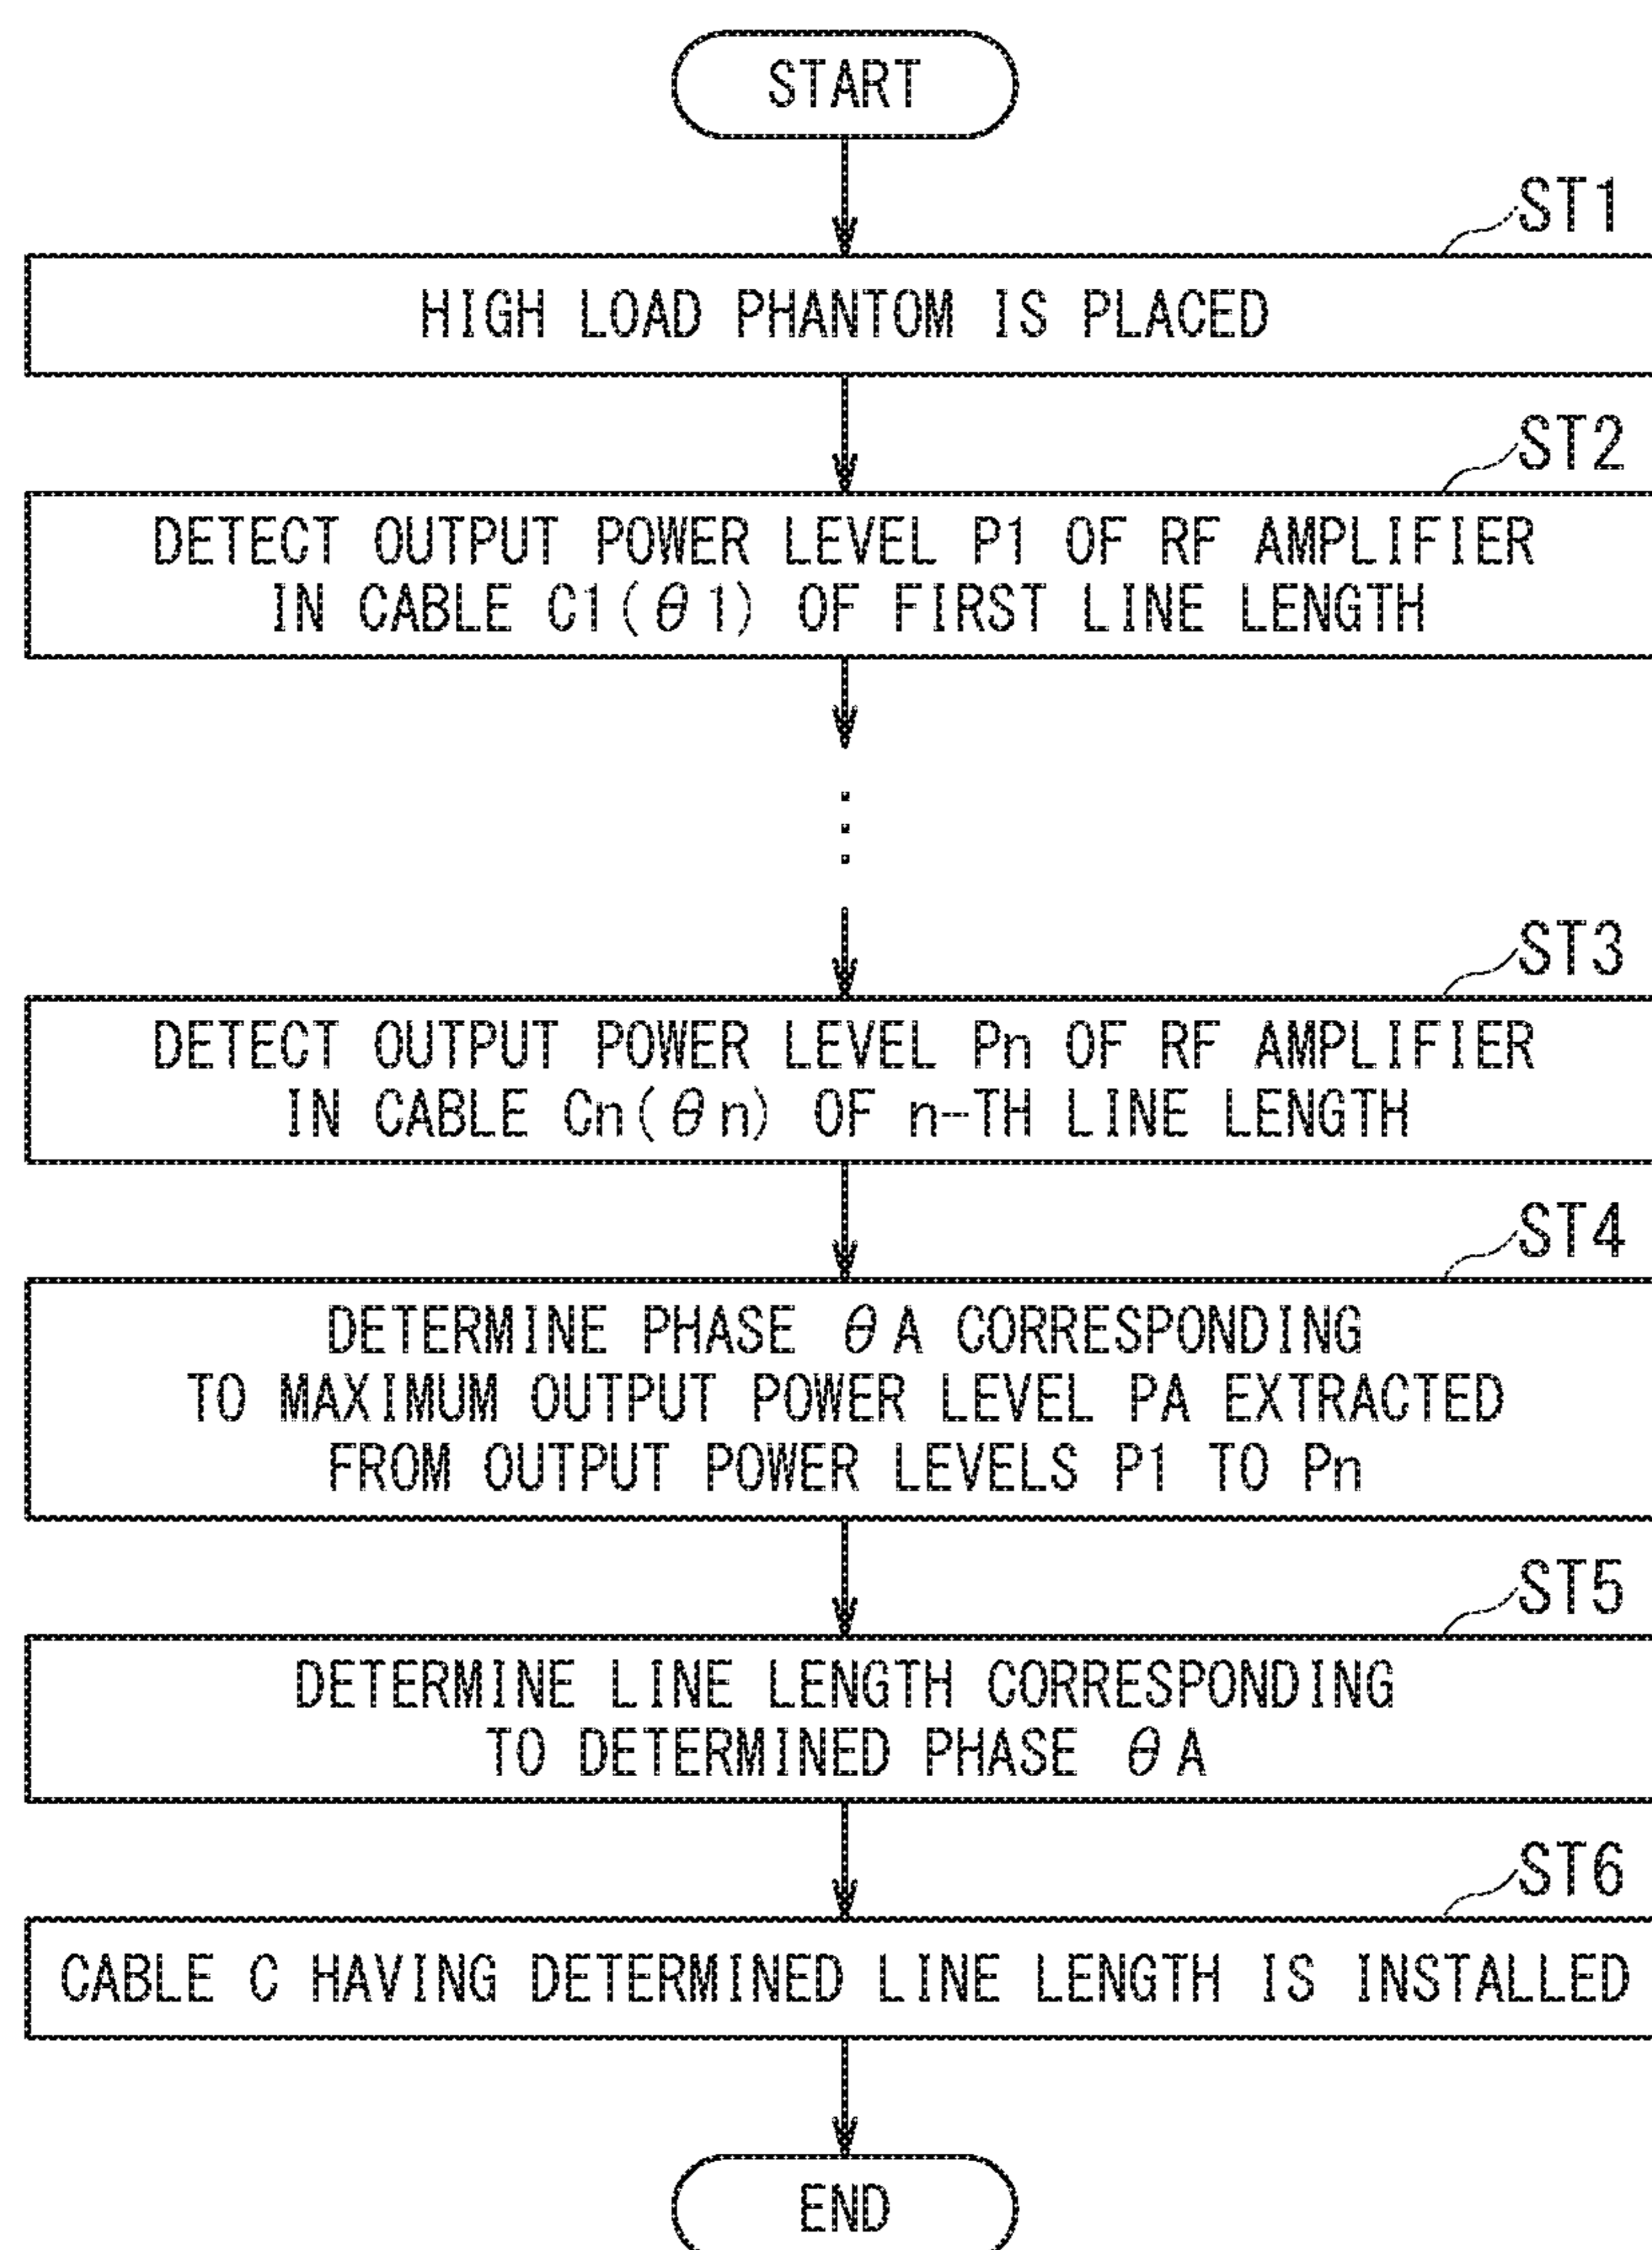 START
ST1
HIGH LOAD PHANTOM IS PLACED
ST2
DETECT OUTPUT POWER LEVEL P1 OF RF AMPLIFIER
IN CABLE C1(θ1) OF FIRST LINE LENGTH
ST3
DETECT OUTPUT POWER LEVEL Pn OF RF AMPLIFIER
IN CABLE Cn(θn) OF n-TH LINE LENGTH
ST4
DETERMINE PHASE θA CORRESPONDING
TO MAXIMUM OUTPUT POWER LEVEL PA EXTRACTED
FROM OUTPUT POWER LEVELS P1 TO Pn
ST5
DETERMINE LINE LENGTH CORRESPONDING
TO DETERMINED PHASE θA
ST6
CABLE C HAVING DETERMINED LINE LENGTH IS INSTALLED
END